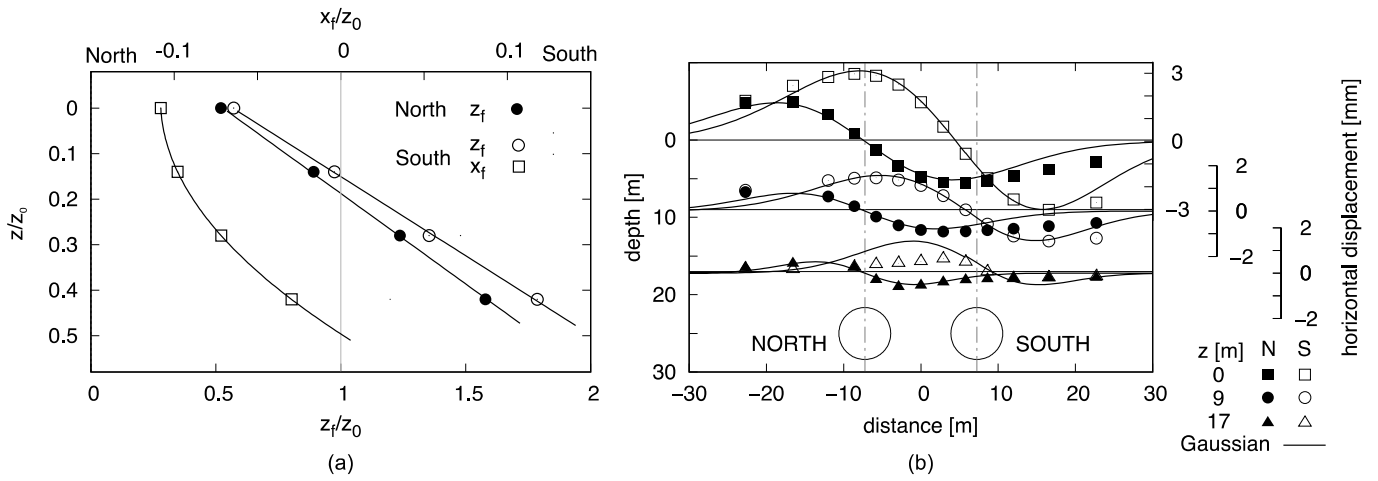 x_f/z_0
North -0.1 0 0.1 South
z/z_0
0
0.1
0.2
0.3
0.4
0.5
North z_f
South z_f
x_f
0 0.5 1 1.5 2
z_f/z_0
(a)
depth [m]
0
10
20
30
3
0
−3
2
0
−2
2
0
−2
horizontal displacement [mm]
NORTH SOUTH
−30 −20 −10 0 10 20 30
distance [m]
z [m] N S
0
9
17
Gaussian
(b)